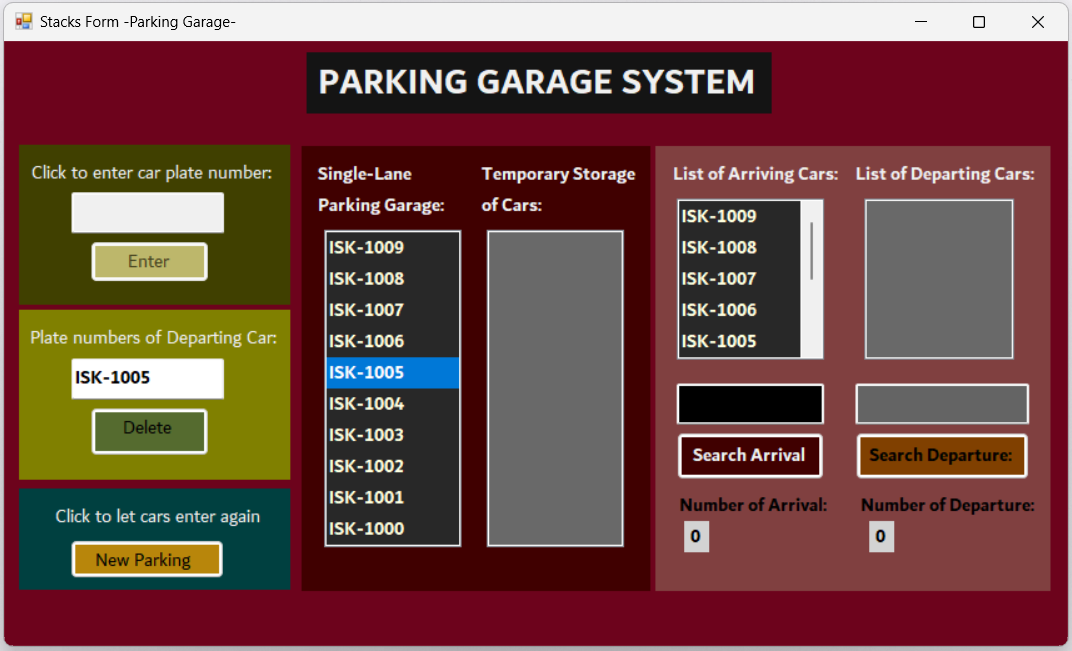 Stacks Form -Parking Garage-
PARKING GARAGE SYSTEM
Click to enter car plate number:
Enter
Plate numbers of Departing Car:
ISK-1005
Delete
Click to let cars enter again
New Parking
Single-Lane
Parking Garage:
ISK-1009
ISK-1008
ISK-1007
ISK-1006
ISK-1005
ISK-1004
ISK-1003
ISK-1002
ISK-1001
ISK-1000
Temporary Storage
of Cars:
List of Arriving Cars:
ISK-1009
ISK-1008
ISK-1007
ISK-1006
ISK-1005
Search Arrival
Number of Arrival:
0
List of Departing Cars:
Search Departure:
Number of Departure:
0